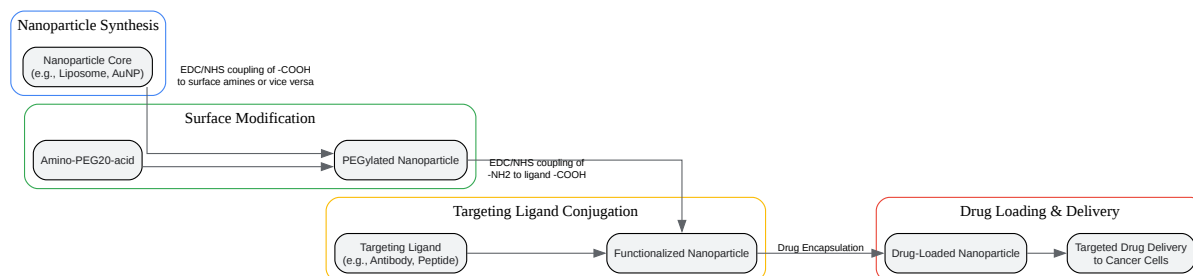 Nanoparticle Synthesis
Nanoparticle Core
(e.g., Liposome, AuNP)
EDC/NHS coupling of -COOH
to surface amines or vice versa
Surface Modification
Amino-PEG20-acid
PEGylated Nanoparticle
EDC/NHS coupling of
-NH2 to ligand -COOH
Targeting Ligand Conjugation
Targeting Ligand
(e.g., Antibody, Peptide)
Functionalized Nanoparticle
Drug Encapsulation
Drug Loading & Delivery
Drug-Loaded Nanoparticle
Targeted Drug Delivery
to Cancer Cells